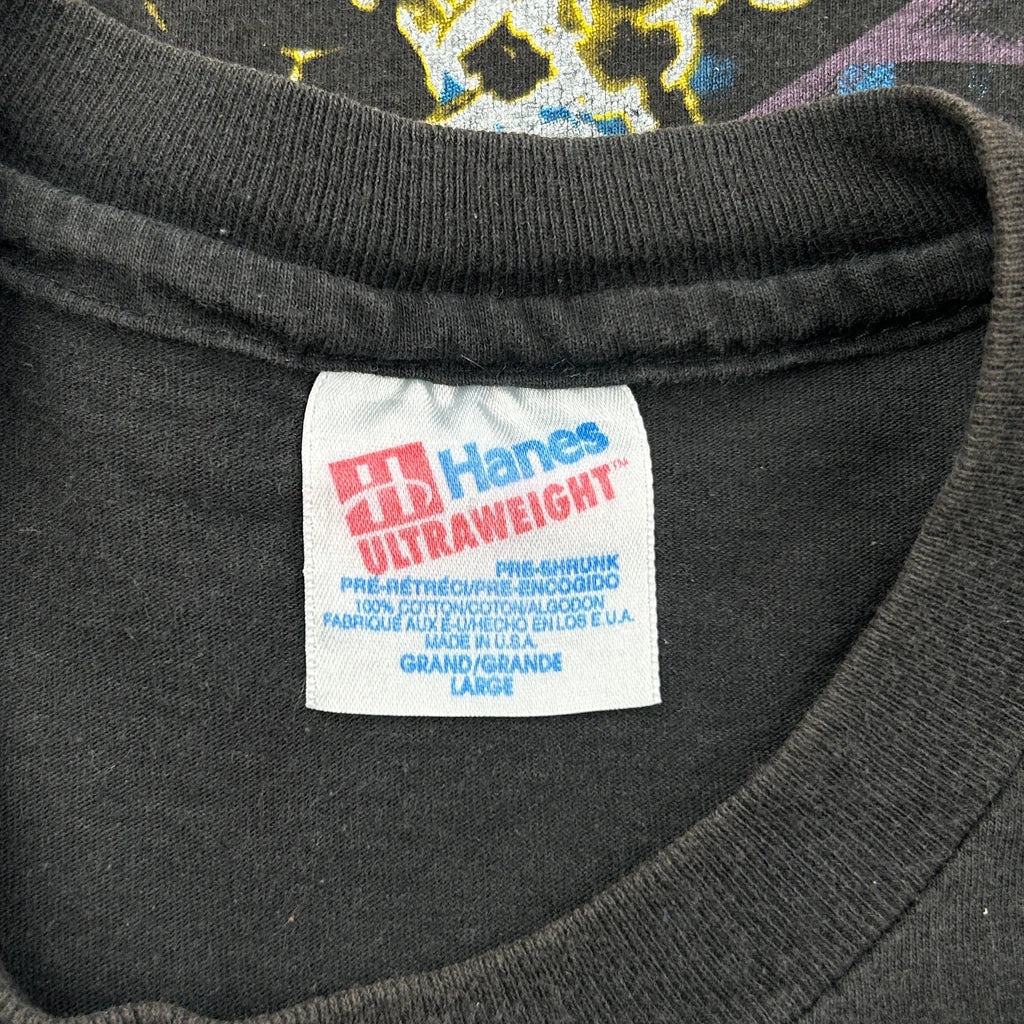 Hanes
ULTRAWEIGHT™
PRE-SHRUNK
PRÉ-RÉTRÉCI/PRE-ENCOGIDO
100% COTTON/COTON/ALGODON
FABRIQUÉ AUX É-U/HECHO EN LOS E.U.A.
MADE IN U.S.A.
GRAND/GRANDE
LARGE